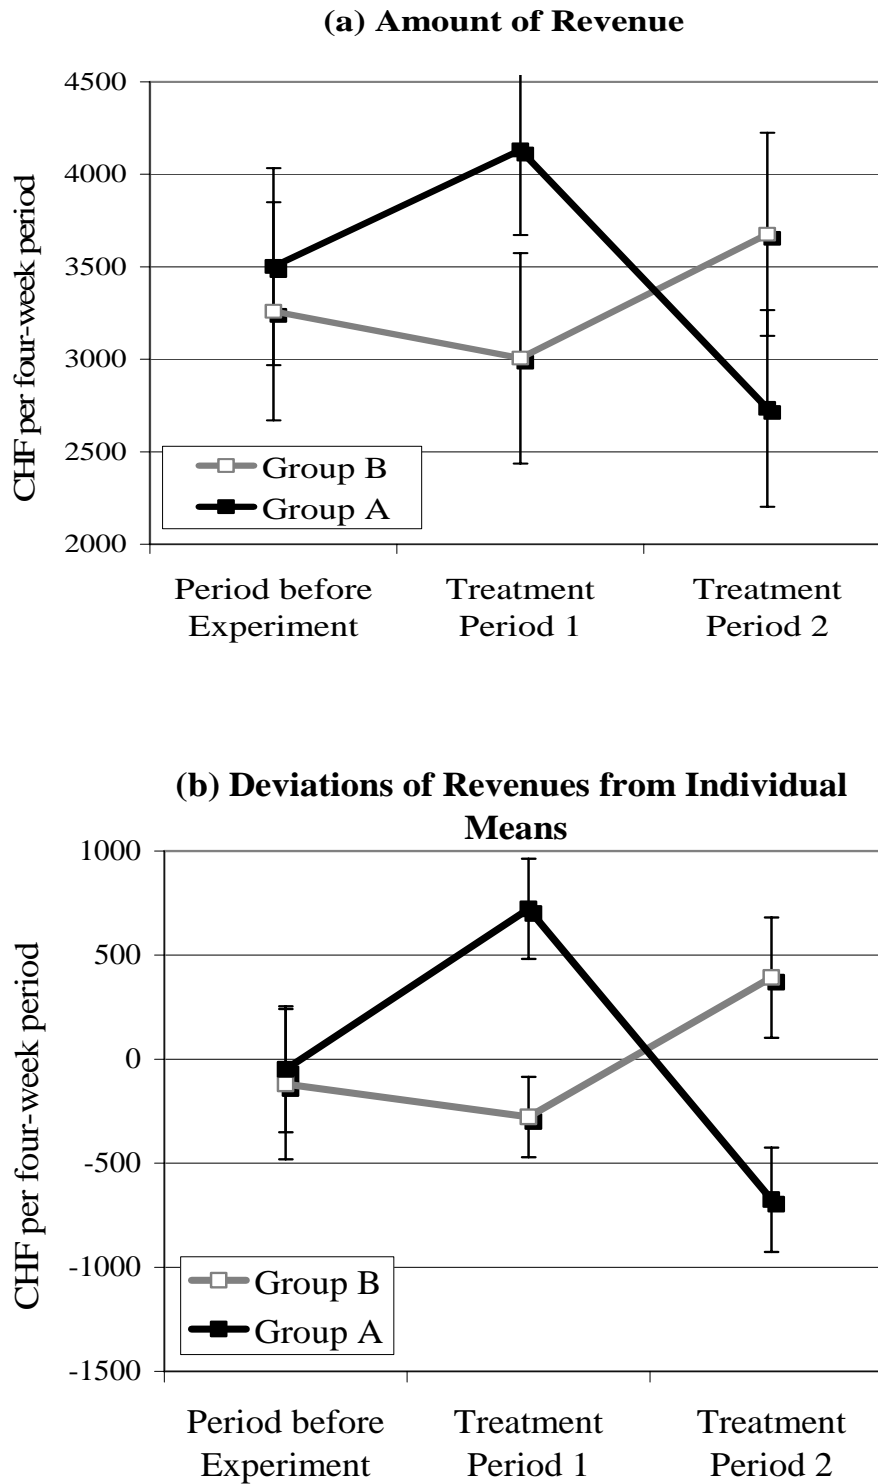 (a) Amount of Revenue
CHF per four-week period
4500
4000
3500
3000
2500
2000
Group B
Group A
Period before
Experiment
Treatment
Period 1
Treatment
Period 2
(b) Deviations of Revenues from Individual
Means
CHF per four-week period
1000
500
0
-500
-1000
-1500
Group B
Group A
Period before
Experiment
Treatment
Period 1
Treatment
Period 2